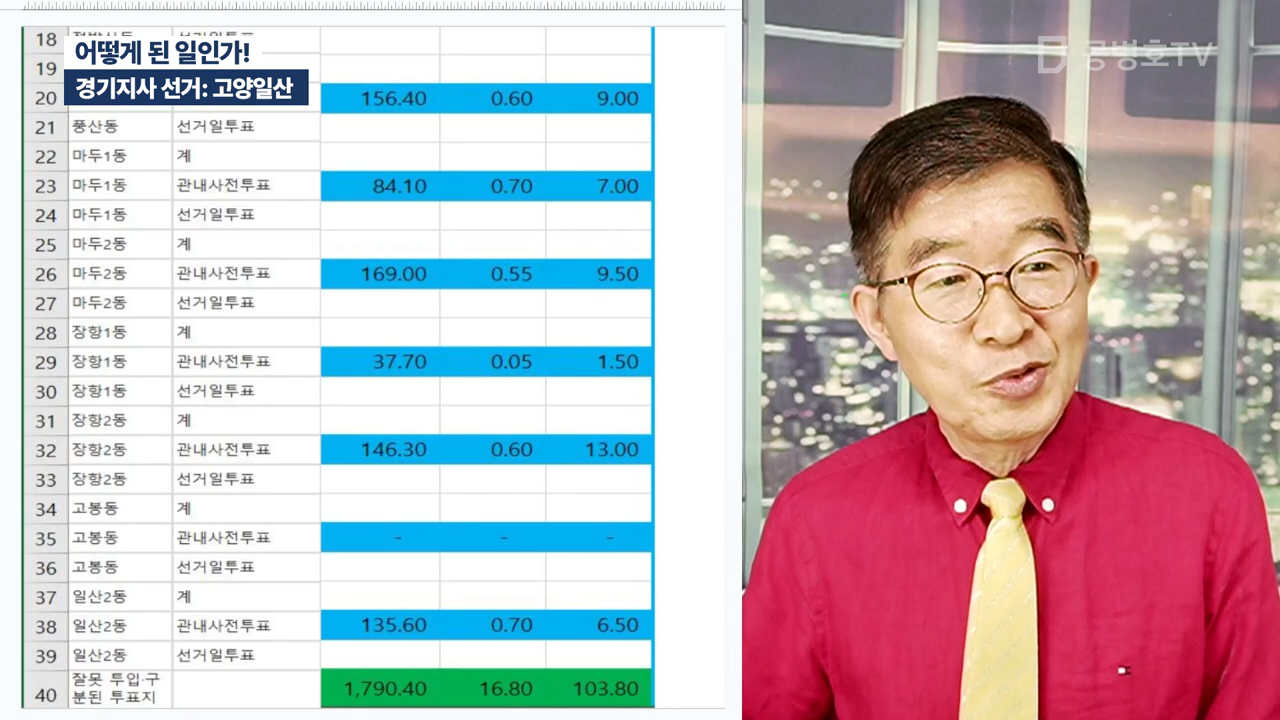 18
어떻게 된 일인가!
19
경기지사 선거: 고양일산
20 156.40 0.60 9.00
21 풍산동 선거일투표
22 마두1동 계
23 마두1동 관내사전투표 84.10 0.70 7.00
24 마두1동 선거일투표
25 마두2동 계
26 마두2동 관내사전투표 169.00 0.55 9.50
27 마두2동 선거일투표
28 장항1동 계
29 장항1동 관내사전투표 37.70 0.05 1.50
30 장항1동 선거일투표
31 장항2동 계
32 장항2동 관내사전투표 146.30 0.60 13.00
33 장항2동 선거일투표
34 고봉동 계
35 고봉동 관내사전투표 - - -
36 고봉동 선거일투표
37 일산2동 계
38 일산2동 관내사전투표 135.60 0.70 6.50
39 일산2동 선거일투표
40 잘못 투입·구
분된 투표지 1,790.40 16.80 103.80
공병호TV